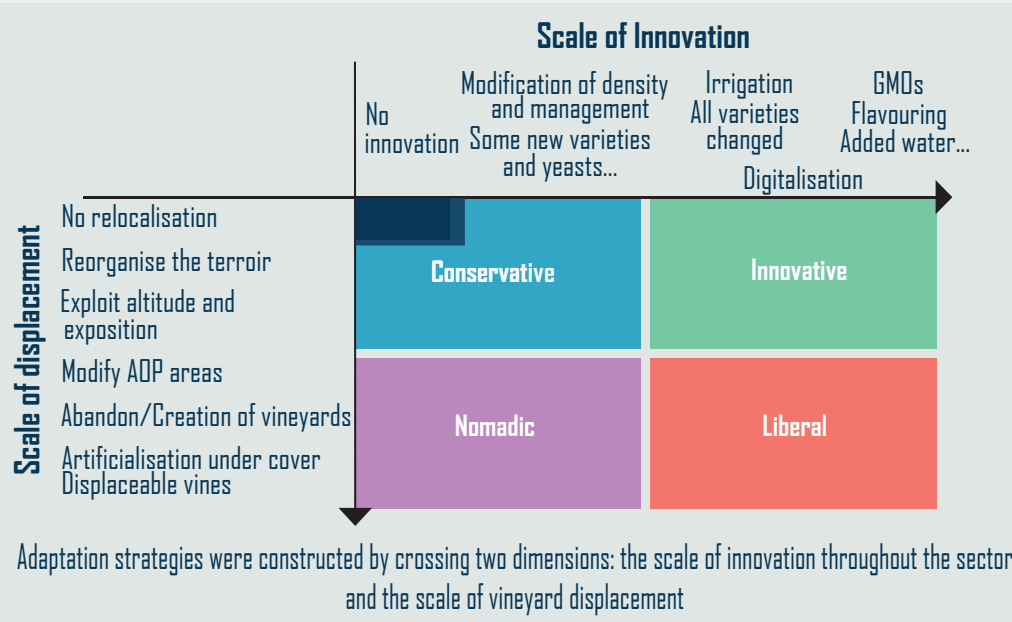 Scale of Innovation
No
innovation
Modification of density
and management
Some new varieties
and yeasts...
Irrigation
All varieties
changed
GMOs
Flavouring
Added water...
Digitalisation
Scale of displacement
No relocalisation
Reorganise the terroir
Exploit altitude and
exposition
Modify AOP areas
Abandon/Creation of vineyards
Artificialisation under cover
Displaceable vines
Conservative
Innovative
Nomadic
Liberal
Adaptation strategies were constructed by crossing two dimensions: the scale of innovation throughout the sector
and the scale of vineyard displacement